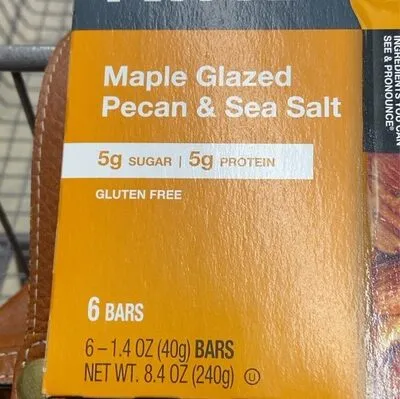 Maple Glazed
Pecan & Sea Salt
5g SUGAR | 5g PROTEIN
GLUTEN FREE
6 BARS
6 – 1.4 OZ (40g) BARS
NET WT. 8.4 OZ (240g) U
INGREDIENTS YOU CAN
SEE & PRONOUNCE®